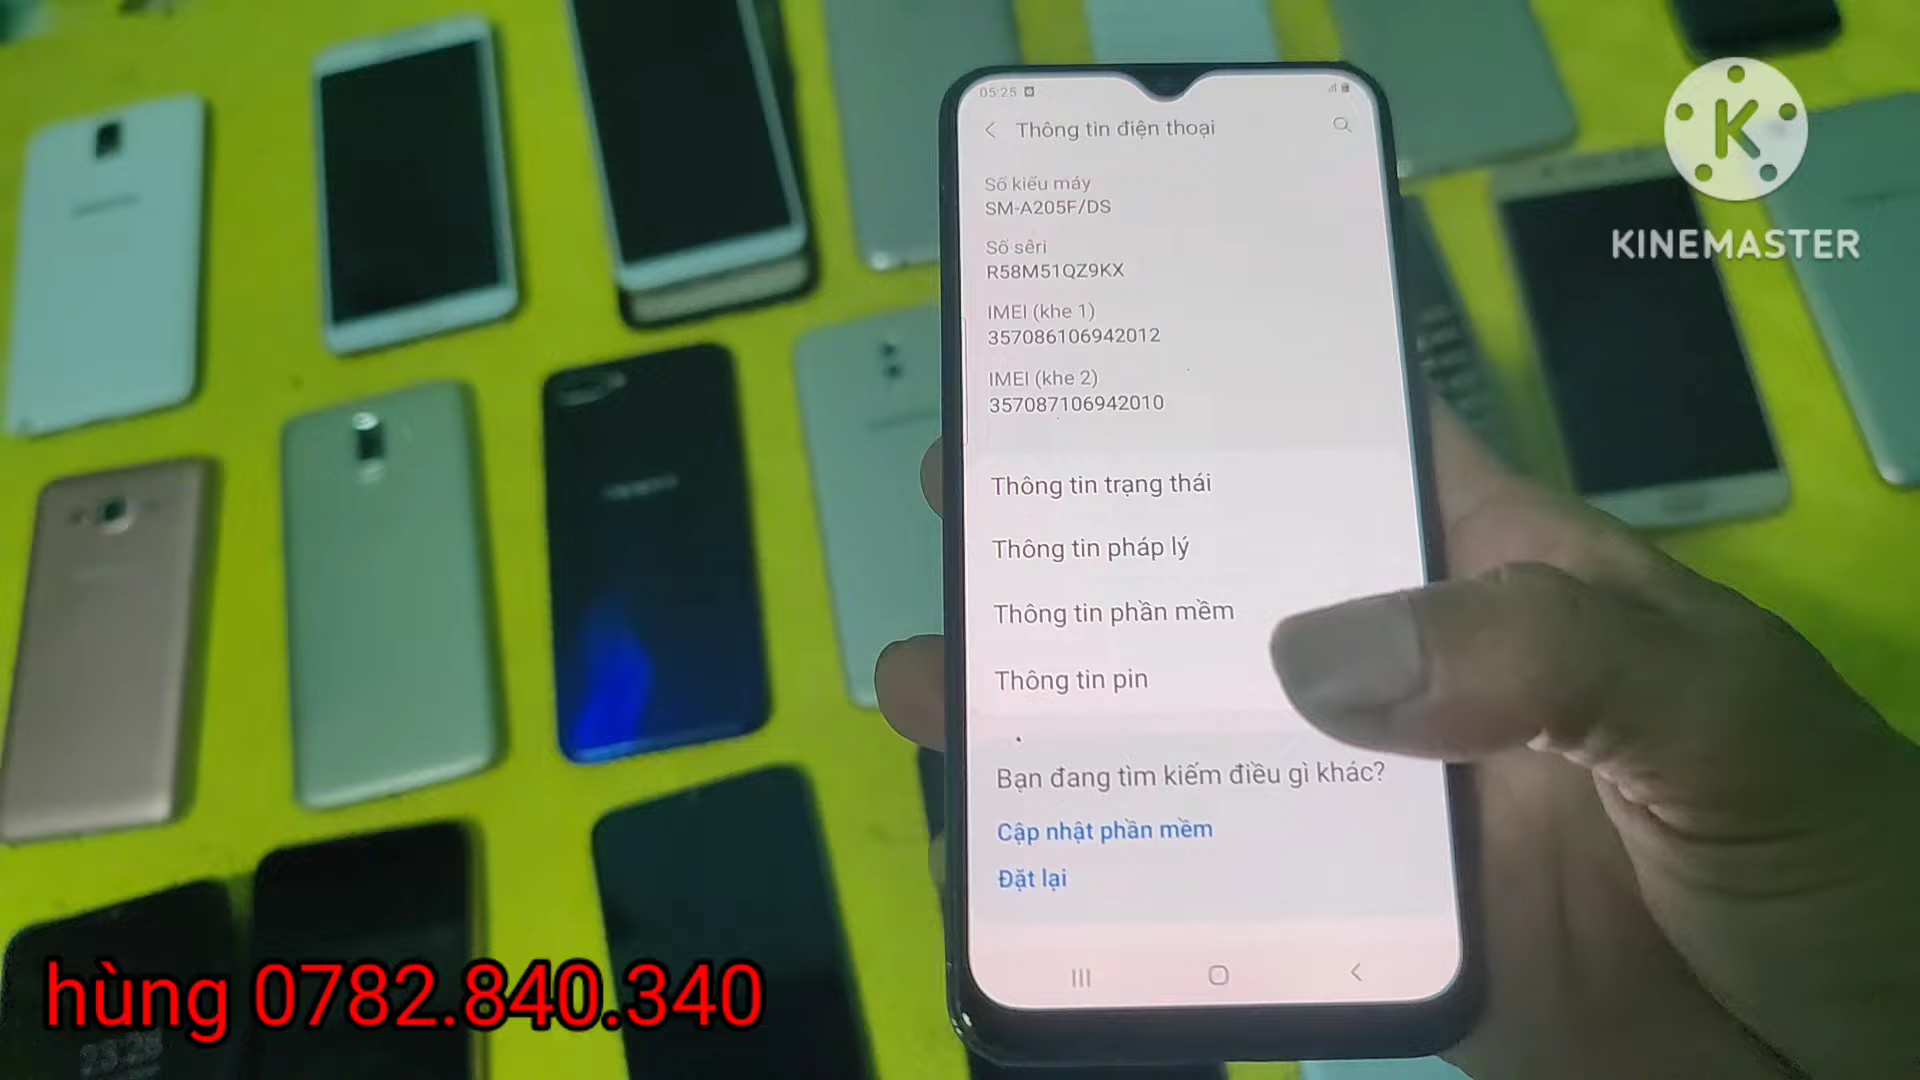 05:25
Thông tin điện thoại
Số kiểu máy
SM-A205F/DS
Số sêri
R58M51QZ9KX
IMEI (khe 1)
357086106942012
IMEI (khe 2)
357087106942010
Thông tin trạng thái
Thông tin pháp lý
Thông tin phần mềm
Thông tin pin
Bạn đang tìm kiếm điều gì khác?
Cập nhật phần mềm
Đặt lại
K
KINEMASTER
hùng 0782.840.340